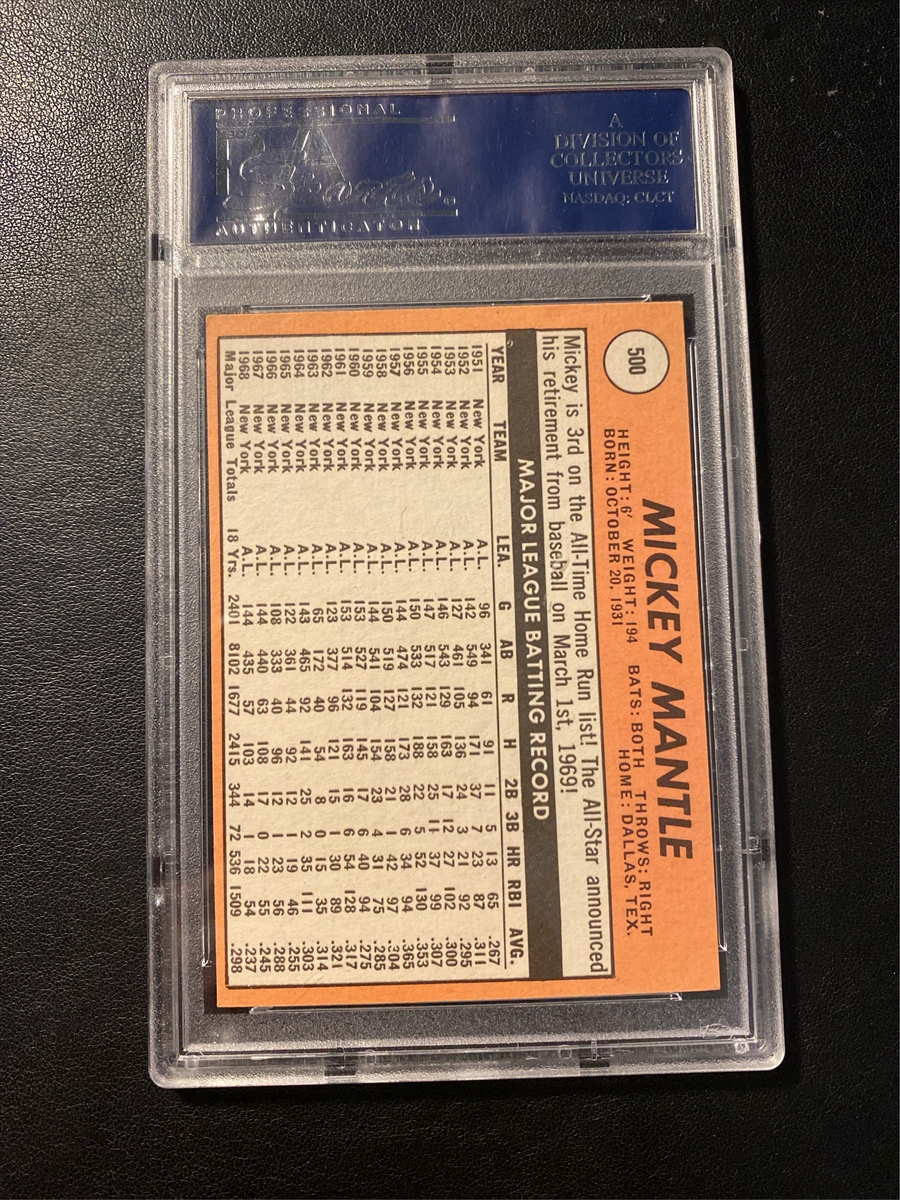 PROFESSIONAL
PSA
Sports
AUTHENTICATOR
A
DIVISION OF
COLLECTORS
UNIVERSE
NASDAQ: CLCT
500
MICKEY MANTLE
HEIGHT: 6' WEIGHT: 194 BATS: BOTH THROWS: RIGHT
BORN: OCTOBER 20, 1931 HOME: DALLAS, TEX.
Mickey is 3rd on the All-Time Home Run list! The All-Star announced
his retirement from baseball on March 1st, 1969!
MAJOR LEAGUE BATTING RECORD
YEAR TEAM LEA. G AB R H 2B 3B HR RBI AVG.
1951 New York A.L. 96 341 61 91 11 5 13 65 .267
1952 New York A.L. 142 549 94 171 37 7 23 87 .311
1953 New York A.L. 127 461 105 136 24 3 21 92 .295
1954 New York A.L. 146 543 129 163 17 12 27 102 .300
1955 New York A.L. 147 517 121 158 25 11 37 99 .307
1956 New York A.L. 150 533 132 188 22 5 52 130 .353
1957 New York A.L. 144 474 121 173 28 6 34 94 .365
1958 New York A.L. 150 519 127 158 21 1 42 97 .304
1959 New York A.L. 144 541 104 154 23 4 31 75 .285
1960 New York A.L. 153 527 119 145 17 6 40 94 .275
1961 New York A.L. 153 514 132 163 16 6 54 128 .317
1962 New York A.L. 123 377 96 121 15 1 30 89 .321
1963 New York A.L. 65 172 40 54 8 0 15 35 .314
1964 New York A.L. 143 465 92 141 25 2 35 111 .303
1965 New York A.L. 122 361 44 92 12 1 19 46 .255
1966 New York A.L. 108 333 40 96 12 1 23 56 .288
1967 New York A.L. 144 440 63 108 17 0 22 55 .245
1968 New York A.L. 144 435 57 103 14 1 18 54 .237
Major League Totals 18 Yrs. 2401 8102 1677 2415 344 72 536 1509 .298